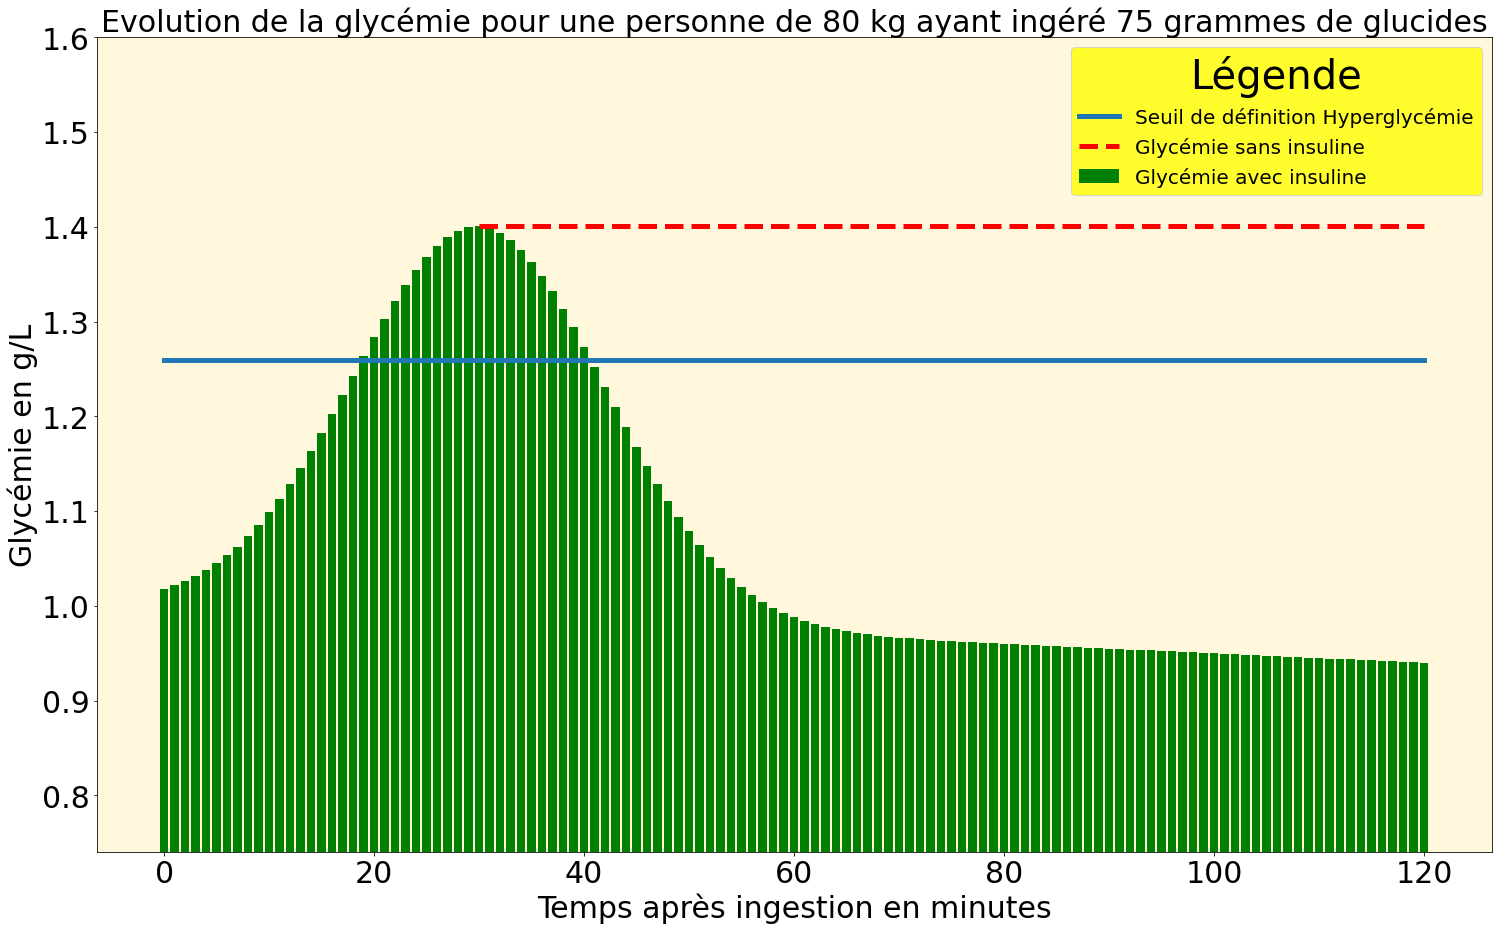 Evolution de la glycémie pour une personne de 80 kg ayant ingéré 75 grammes de glucides
Légende
Seuil de définition Hyperglycémie
Glycémie sans insuline
Glycémie avec insuline
Glycémie en g/L
1.6
1.5
1.4
1.3
1.2
1.1
1.0
0.9
0.8
0 20 40 60 80 100 120
Temps après ingestion en minutes